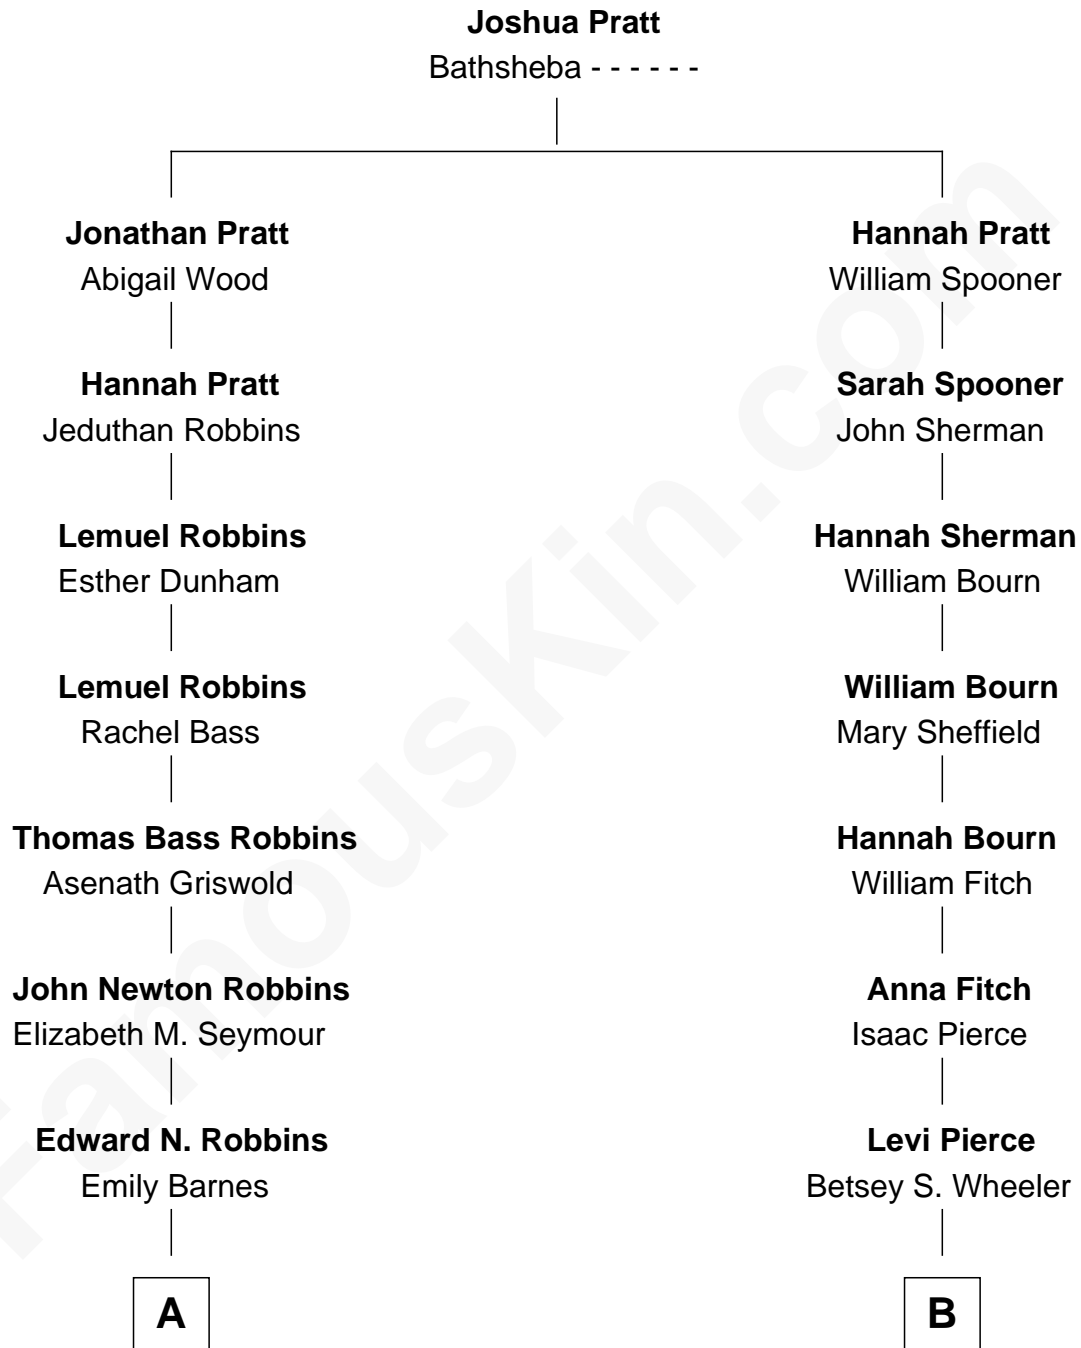 Joshua Pratt
Bathsheba - - - - - -
Jonathan Pratt
Abigail Wood
Hannah Pratt
William Spooner
Hannah Pratt
Jeduthan Robbins
Sarah Spooner
John Sherman
Lemuel Robbins
Esther Dunham
Hannah Sherman
William Bourn
Lemuel Robbins
Rachel Bass
William Bourn
Mary Sheffield
Thomas Bass Robbins
Asenath Griswold
Hannah Bourn
William Fitch
John Newton Robbins
Elizabeth M. Seymour
Anna Fitch
Isaac Pierce
Edward N. Robbins
Emily Barnes
Levi Pierce
Betsey S. Wheeler
A
B
FamousKin.com